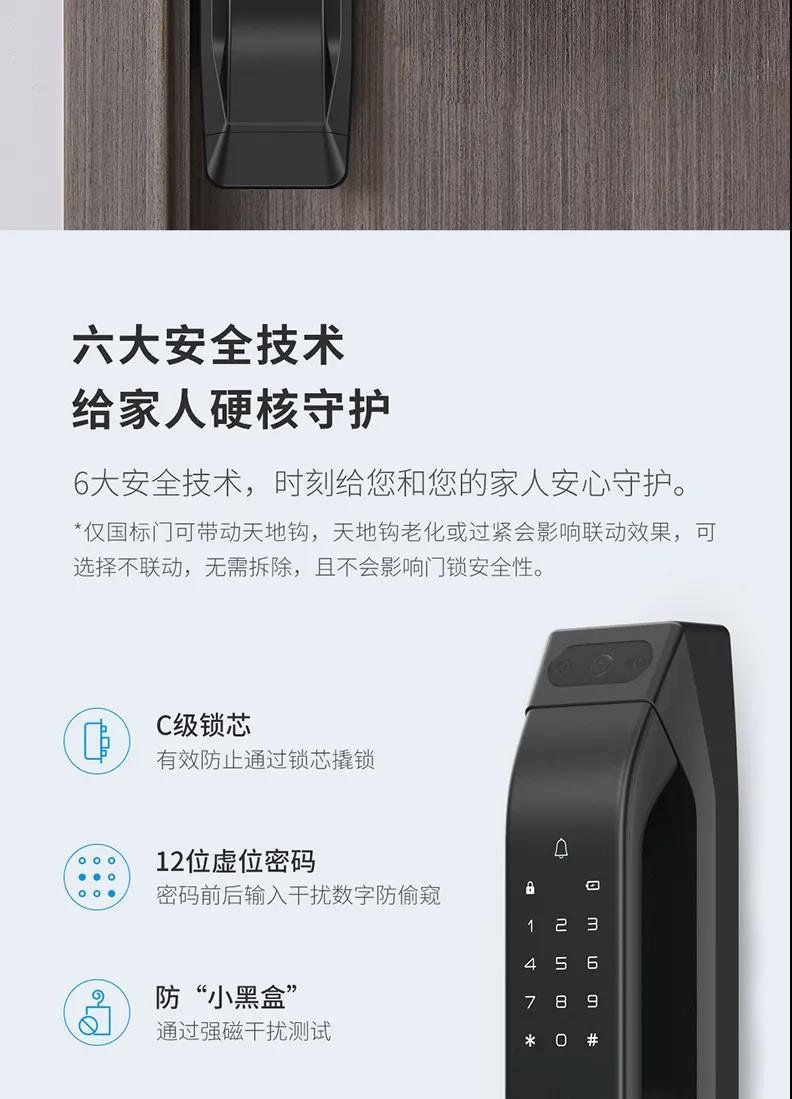 六大安全技术
给家人硬核守护
6大安全技术，时刻给您和您的家人安心守护。
*仅国标门可带动天地钩，天地钩老化或过紧会影响联动效果，可
选择不联动，无需拆除，且不会影响门锁安全性。
C级锁芯
有效防止通过锁芯撬锁
12位虚位密码
密码前后输入干扰数字防偷窥
防“小黑盒”
通过强磁干扰测试
1 2 3
4 5 6
7 8 9
* 0 #